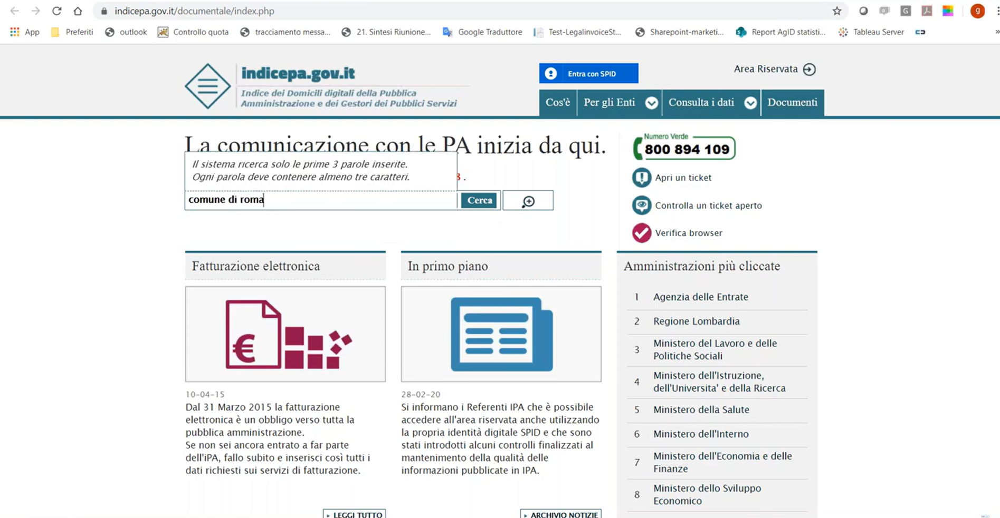 indicepa.gov.it/documentale/index.php
G
g
App
Preferiti
outlook
Controllo quota
tracciamento messa...
21. Sintesi Riunione...
Google Traduttore
Test-LegalinvoiceSt...
Sharepoint-marketi...
Report AgID statisti...
Tableau Server
»
indicepa.gov.it
Indice dei Domicili digitali della Pubblica
Amministrazione e dei Gestori dei Pubblici Servizi
Entra con SPID
Area Riservata
Cos'è
Per gli Enti
Consulta i dati
Documenti
La comunicazione con le PA inizia da qui.
Il sistema ricerca solo le prime 3 parole inserite.
Ogni parola deve contenere almeno tre caratteri.
.
comune di roma
Cerca
Numero Verde
800 894 109
Apri un ticket
Controlla un ticket aperto
Verifica browser
Fatturazione elettronica
€
10-04-15
Dal 31 Marzo 2015 la fatturazione
elettronica è un obbligo verso tutta la
pubblica amministrazione.
Se non sei ancora entrato a far parte
dell'iPA, fallo subito e inserisci così tutti i
dati richiesti sui servizi di fatturazione.
LEGGI TUTTO
In primo piano
28-02-20
Si informano i Referenti IPA che è possibile
accedere all'area riservata anche utilizzando
la propria identità digitale SPID e che sono
stati introdotti alcuni controlli finalizzati al
mantenimento della qualità delle
informazioni pubblicate in IPA.
ARCHIVIO NOTIZIE
Amministrazioni più cliccate
1 Agenzia delle Entrate
2 Regione Lombardia
3 Ministero del Lavoro e delle
Politiche Sociali
4 Ministero dell'Istruzione,
dell'Universita' e della Ricerca
5 Ministero della Salute
6 Ministero dell'Interno
7 Ministero dell'Economia e delle
Finanze
8 Ministero dello Sviluppo
Economico